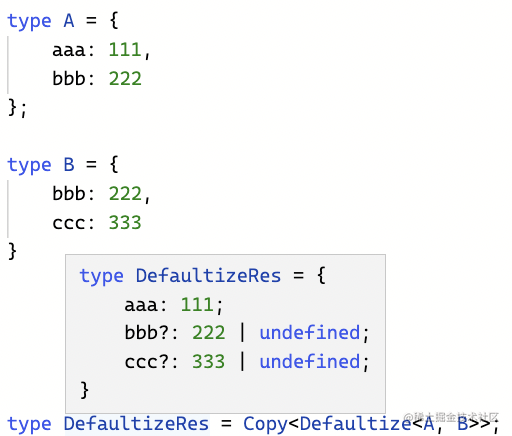 type A = {
    aaa: 111,
    bbb: 222
};
type B = {
    bbb: 222,
    ccc: 333
}
type DefaultizeRes = {
    aaa: 111;
    bbb?: 222 | undefined;
    ccc?: 333 | undefined;
}
type DefaultizeRes = Copy<Defaultize<A, B>>;
@稀土掘金技术社区